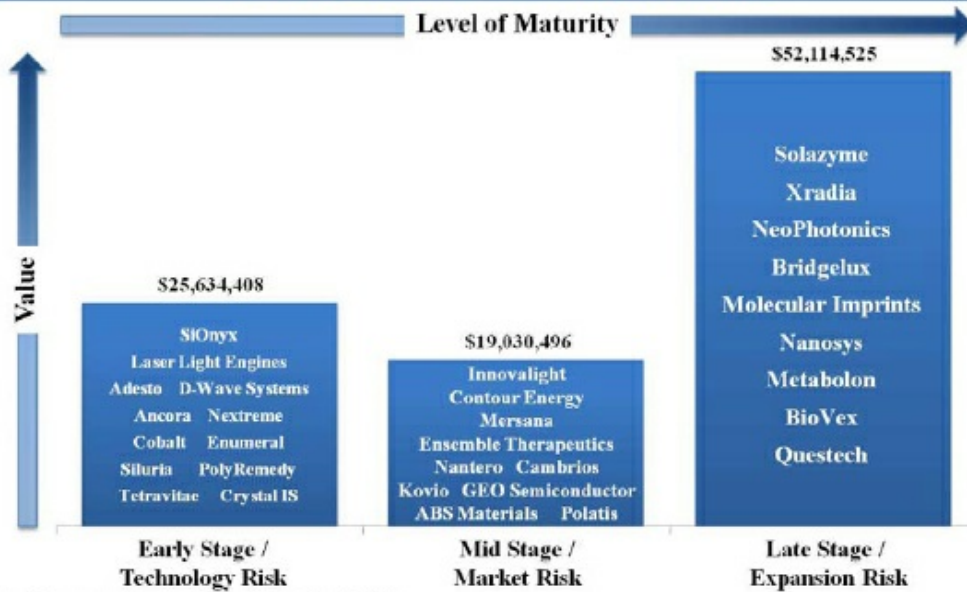 Level of Maturity
Value
$25,634,408
SiOnyx
Laser Light Engines
Adesto D-Wave Systems
Ancora Nextreme
Cobalt Enumeral
Siluria PolyRemedy
Tetravitae Crystal IS
Early Stage /
Technology Risk
$19,030,496
Innovalight
Contour Energy
Mersana
Ensemble Therapeutics
Nantero Cambrios
Kovio GEO Semiconductor
ABS Materials Polatis
Mid Stage /
Market Risk
$52,114,525
Solazyme
Xradia
NeoPhotonics
Bridgelux
Molecular Imprints
Nanosys
Metabolon
BioVex
Questech
Late Stage /
Expansion Risk